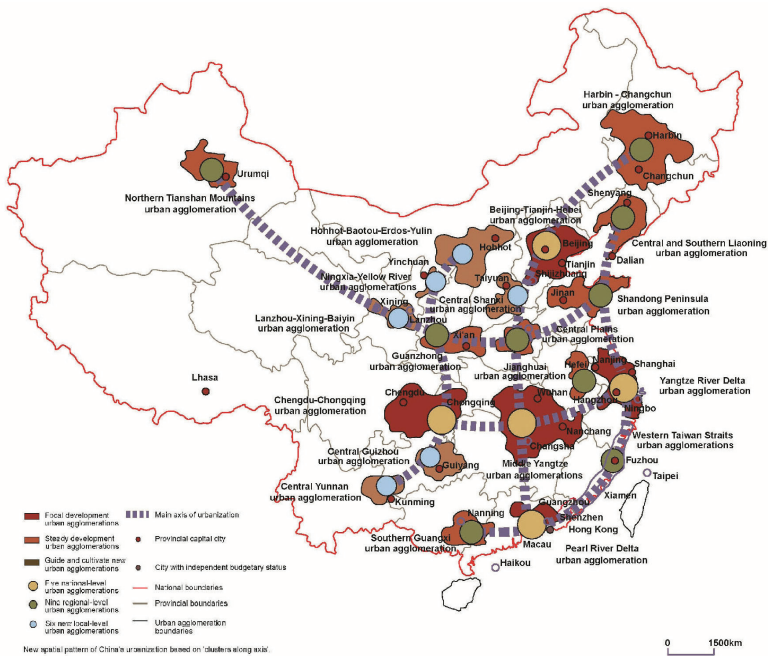 Harbin - Changchun
urban agglomeration
Harbin
Changchun
Urumqi
Northern Tianshan Mountains
urban agglomeration
Shenyang
Beijing-Tianjin-Hebei
urban agglomeration
Hohhot-Baotou-Erdos-Yulin
urban agglomeration
Hohhot
Beijing
Central and Southern Liaoning
urban agglomeration
Yinchuan
Tianjin
Dalian
Ningxia-Yellow River
urban agglomerations
Taiyuan
Shijizhuang
Jinan
Shandong Peninsula
urban agglomeration
Xining
Central Shanxi
urban agglomeration
Lanzhou-Xining-Baiyin
urban agglomeration
Lanzhou
Xi'an
Central Plains
urban agglomeration
Guanzhong
urban agglomeration
Jianghuai
urban agglomeration
Hefei
Nanjing
Shanghai
Lhasa
Chengdu-Chongqing
urban agglomeration
Chengdu
Chongqing
Wuhan
Hangzhou
Yangtze River Delta
urban agglomeration
Ningbo
Nanchang
Changsha
Western Taiwan Straits
urban agglomerations
Central Guizhou
urban agglomeration
Guiyang
Middle Yangtze
urban agglomerations
Fuzhou
Taipei
Central Yunnan
urban agglomeration
Kunming
Xiamen
Nanning
Guangzhou
Shenzhen
Hong Kong
Southern Guangxi
urban agglomeration
Macau
Pearl River Delta
urban agglomeration
Haikou
Focal development
urban agglomerations
Steady development
urban agglomerations
Guide and cultivate new
urban agglomerations
Five national-level
urban agglomerations
Nine regional-level
urban agglomerations
Six new local-level
urban agglomerations
Main axis of urbanization
Provincial capital city
City with independent budgetary status
National boundaries
Provincial boundaries
Urban agglomeration
boundaries
New spatial pattern of China's urbanization based on 'clusters along axis'.
0 1500km